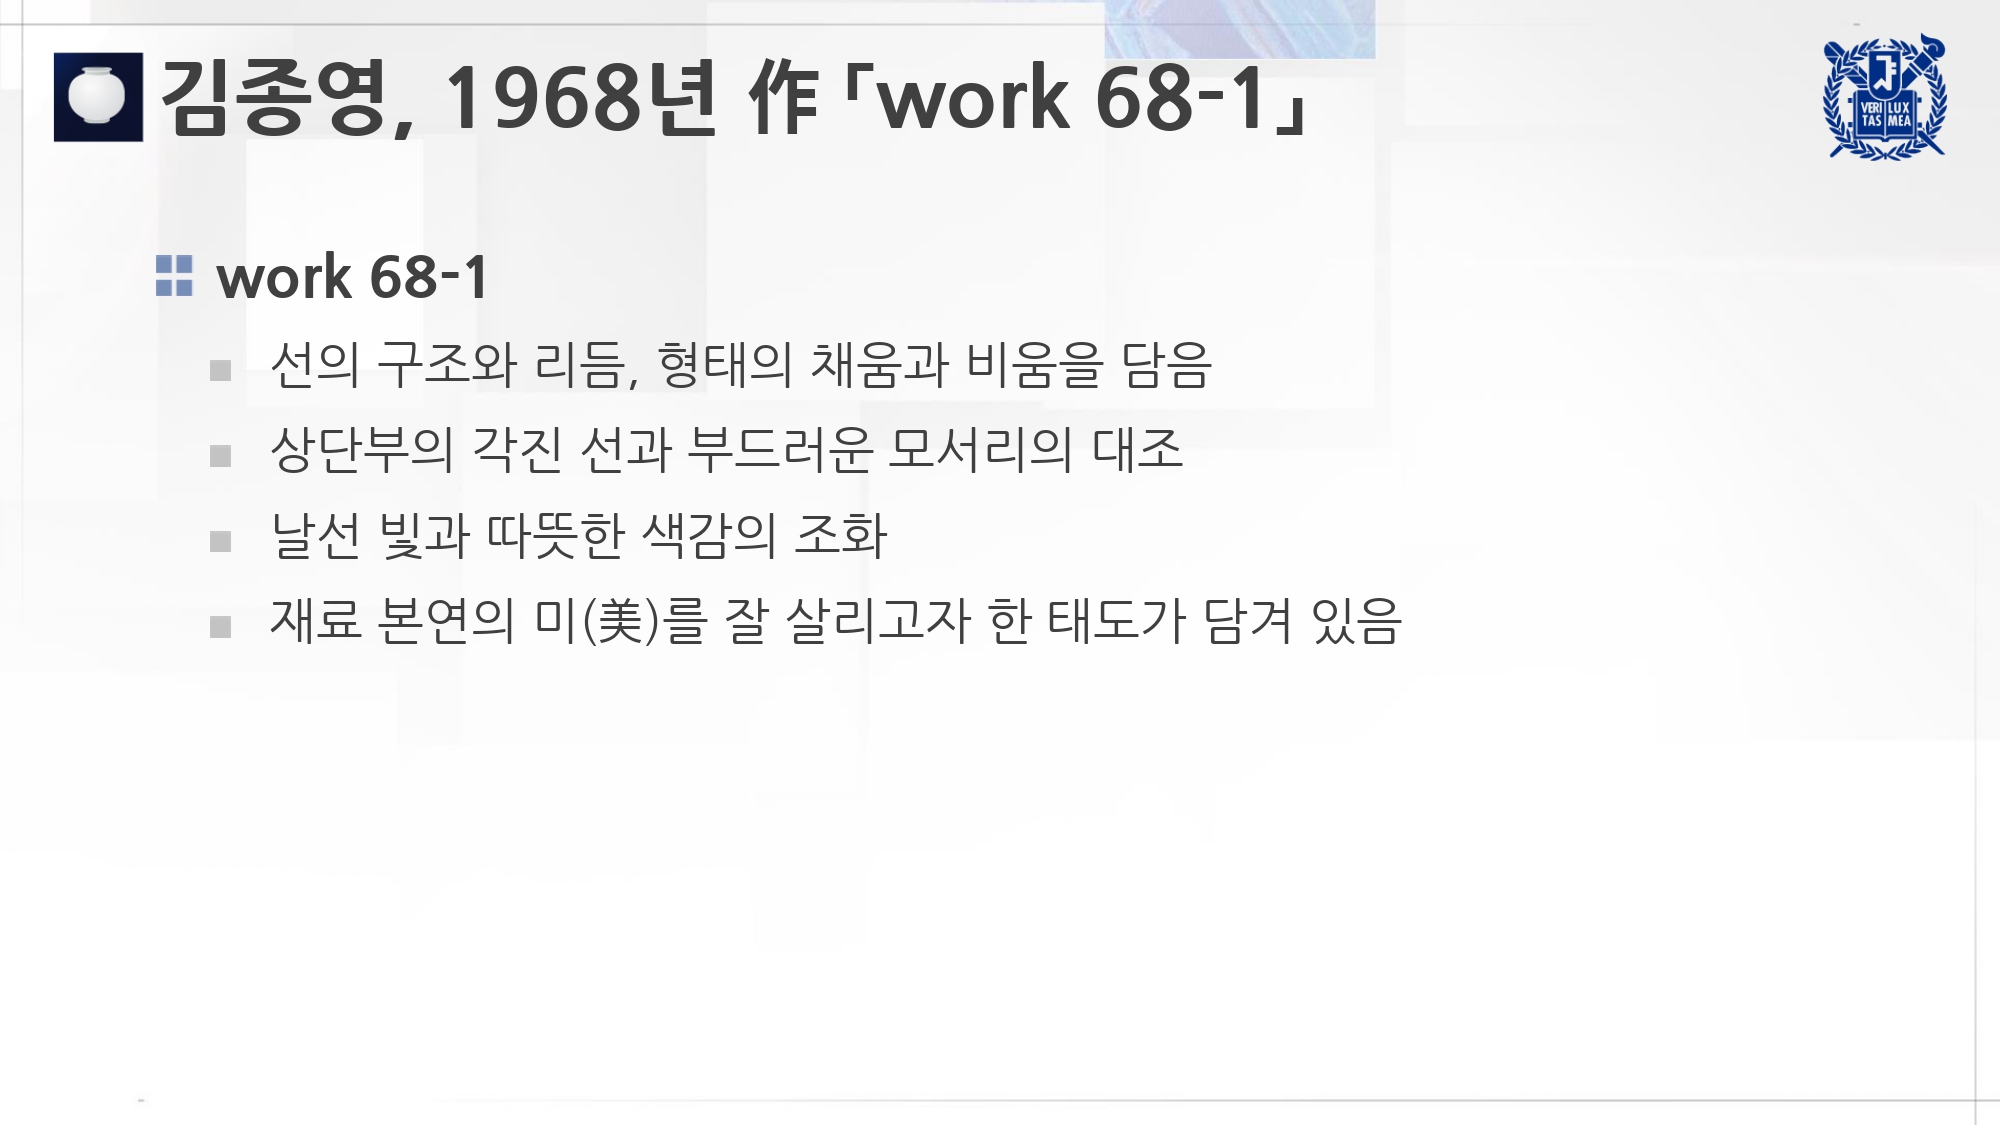 김종영, 1968년 作 ｢work 68-1｣
VERI LUX
TAS MEA
work 68-1
선의 구조와 리듬, 형태의 채움과 비움을 담음
상단부의 각진 선과 부드러운 모서리의 대조
날선 빛과 따뜻한 색감의 조화
재료 본연의 미(美)를 잘 살리고자 한 태도가 담겨 있음